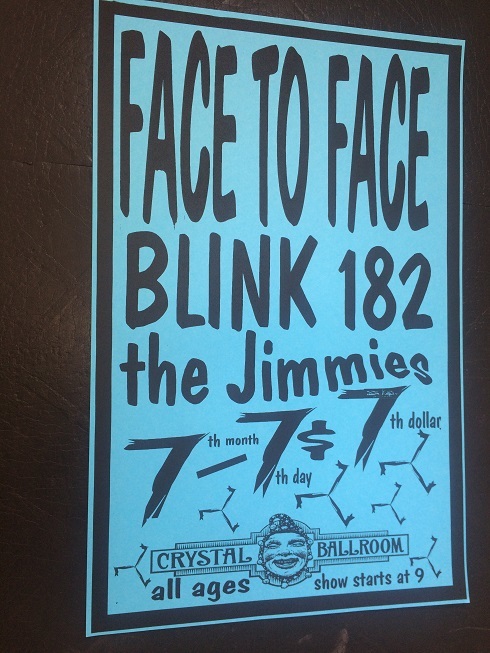 FACE TO FACE
BLINK 182
the Jimmies
7th month - 7th day $ 7th dollar
CRYSTAL BALLROOM
all ages show starts at 9